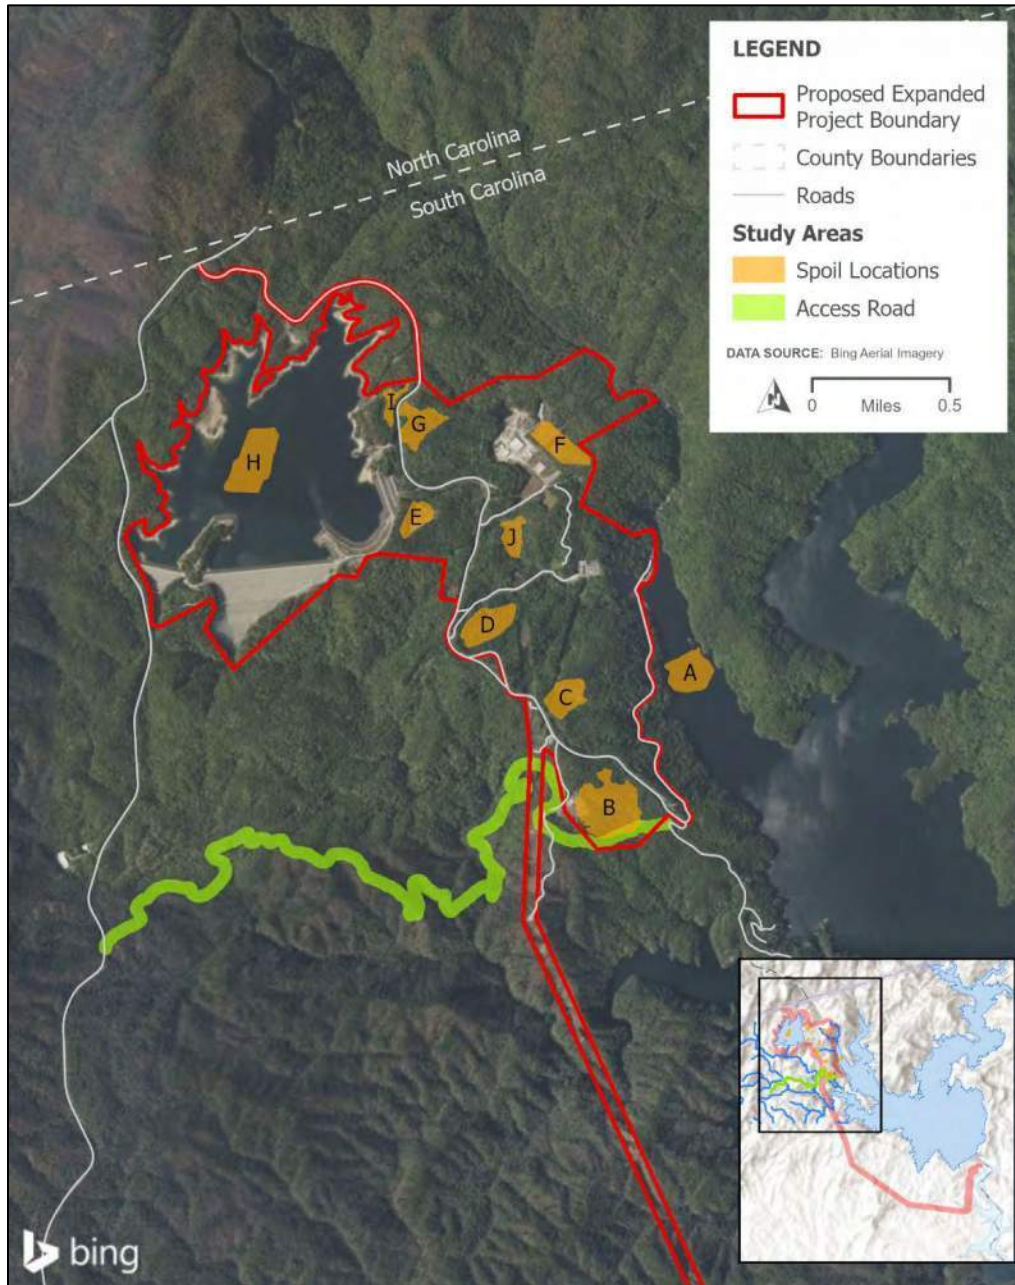 LEGEND
Proposed Expanded
Project Boundary
County Boundaries
Roads
Study Areas
Spoil Locations
Access Road
DATA SOURCE: Bing Aerial Imagery
N
0 Miles 0.5
North Carolina
South Carolina
I
G
F
H
E
J
D
A
C
B
bing